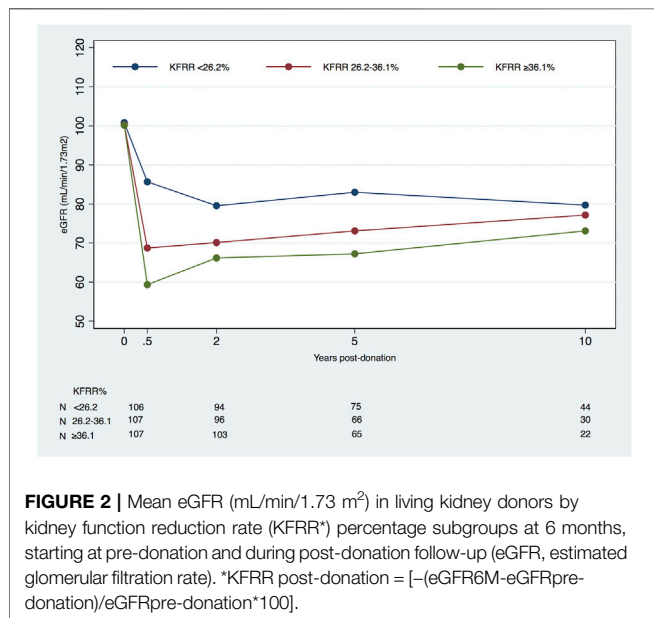 120
KFRR <26.2%
KFRR 26.2-36.1%
KFRR ≥36.1%
110
100
90
80
70
60
50
eGFR (mL/min/1.73m2)
0 .5 2 5 10
Years post-donation
KFRR%
N <26.2 106 94 75 44
N 26.2-36.1 107 96 66 30
N ≥36.1 107 103 65 22
FIGURE 2 | Mean eGFR (mL/min/1.73 m²) in living kidney donors by
kidney function reduction rate (KFRR*) percentage subgroups at 6 months,
starting at pre-donation and during post-donation follow-up (eGFR, estimated
glomerular filtration rate). *KFRR post-donation = [−(eGFR6M-eGFRpre-
donation)/eGFRpre-donation*100].